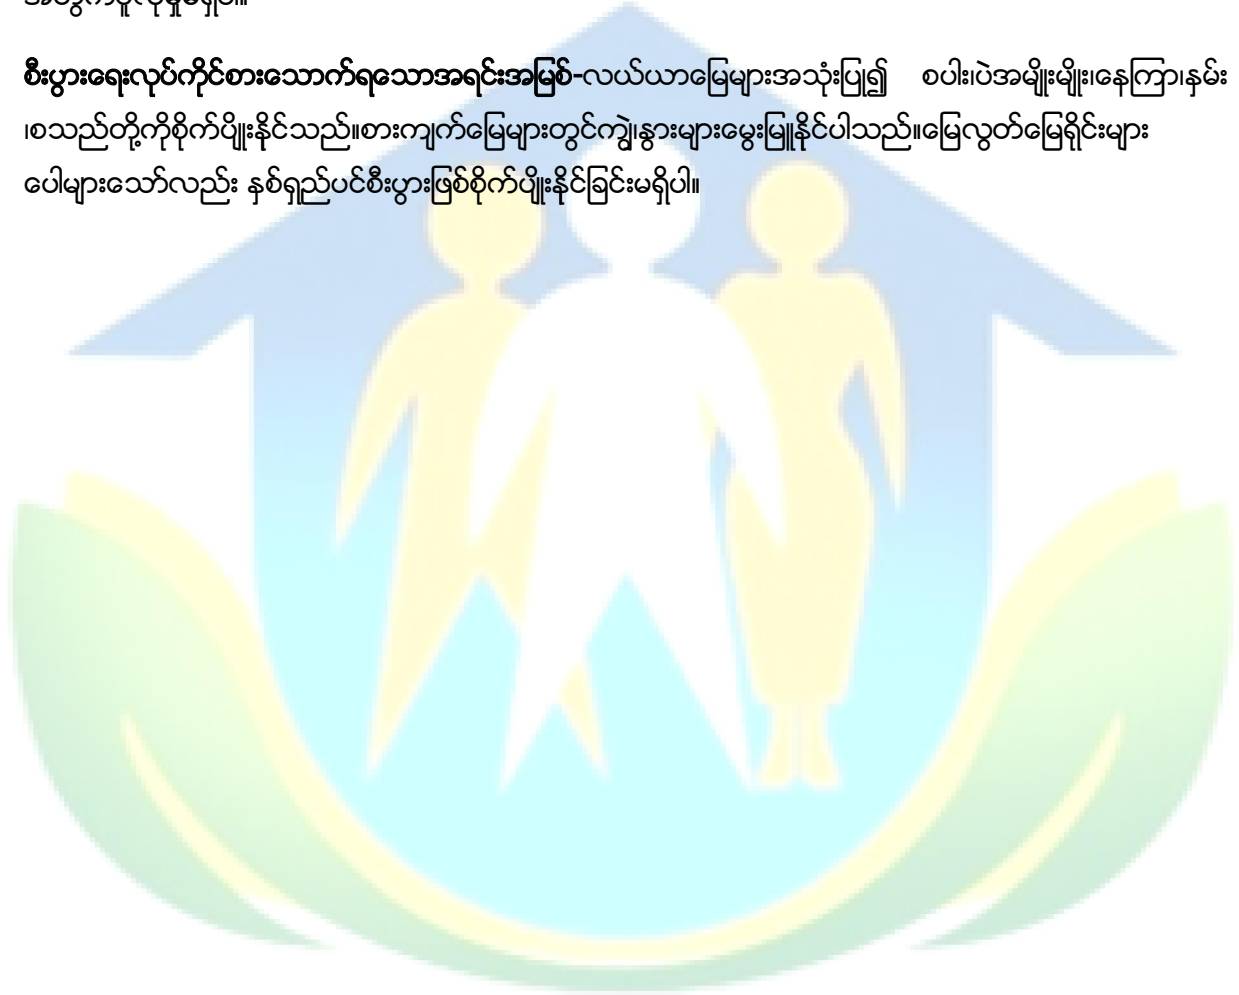 စီးပွားရေးလုပ်ကိုင်စားသောက်ရသောအရင်းအမြစ်-လယ်ယာမြေများအသုံးပြု၍ စပါး၊ပဲအမျိုးမျိုး၊နေကြာ၊နှမ်း
၊စသည်တို့ကိုစိုက်ပျိုးနိုင်သည်။စားကျက်မြေများတွင်ကျွဲ၊နွားများမွေးမြူနိုင်ပါသည်။မြေလွတ်မြေရိုင်းများ
ပေါများသော်လည်း နှစ်ရှည်ပင်စီးပွားဖြစ်စိုက်ပျိုးနိုင်ခြင်းမရှိပါ။